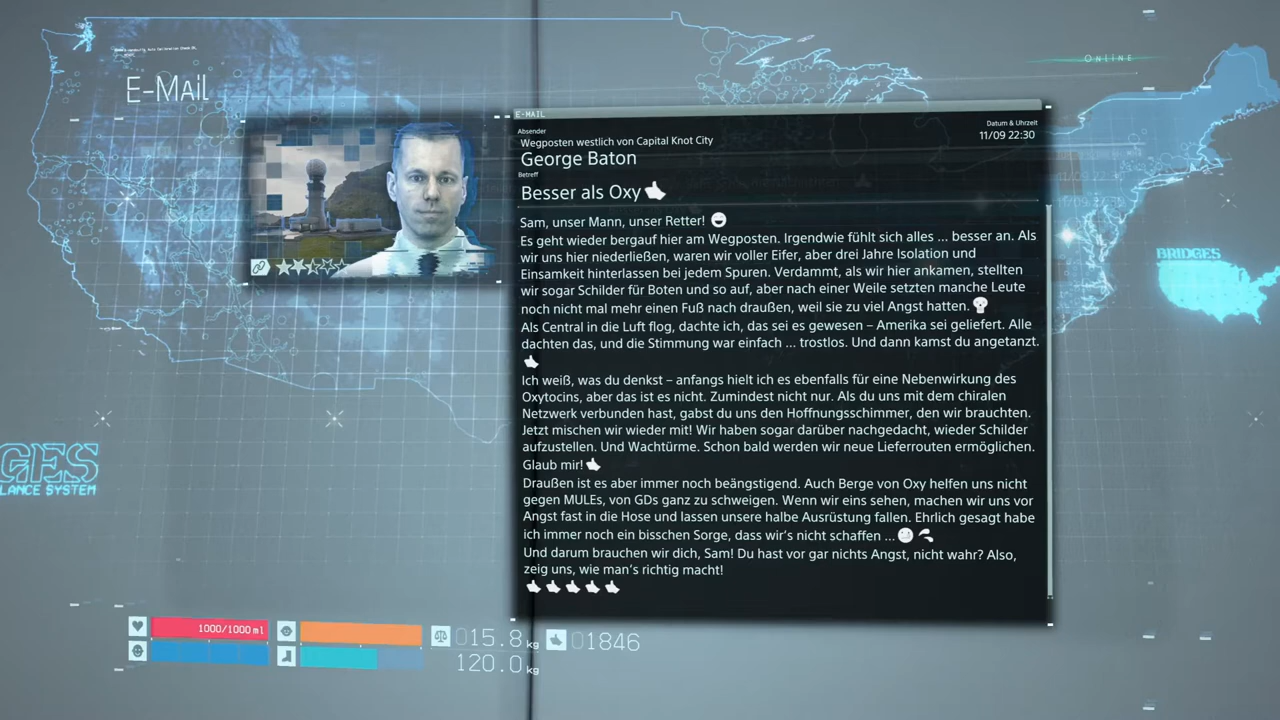 E-Mail
ONLINE
E-MAIL
Absender
Wegposten westlich von Capital Knot City
George Baton
Datum & Uhrzeit
11/09 22:30
Betreff
Besser als Oxy
Sam, unser Mann, unser Retter!
Es geht wieder bergauf hier am Wegposten. Irgendwie fühlt sich alles ... besser an. Als
wir uns hier niederließen, waren wir voller Eifer, aber drei Jahre Isolation und
Einsamkeit hinterlassen bei jedem Spuren. Verdammt, als wir hier ankamen, stellten
wir sogar Schilder für Boten und so auf, aber nach einer Weile setzten manche Leute
noch nicht mal mehr einen Fuß nach draußen, weil sie zu viel Angst hatten.
Als Central in die Luft flog, dachte ich, das sei es gewesen – Amerika sei geliefert. Alle
dachten das, und die Stimmung war einfach ... trostlos. Und dann kamst du angetanzt.
Ich weiß, was du denkst – anfangs hielt ich es ebenfalls für eine Nebenwirkung des
Oxytocins, aber das ist es nicht. Zumindest nicht nur. Als du uns mit dem chiralen
Netzwerk verbunden hast, gabst du uns den Hoffnungsschimmer, den wir brauchten.
Jetzt mischen wir wieder mit! Wir haben sogar darüber nachgedacht, wieder Schilder
aufzustellen. Und Wachtürme. Schon bald werden wir neue Lieferrouten ermöglichen.
Glaub mir!
Draußen ist es aber immer noch beängstigend. Auch Berge von Oxy helfen uns nicht
gegen MULEs, von GDs ganz zu schweigen. Wenn wir eins sehen, machen wir uns vor
Angst fast in die Hose und lassen unsere halbe Ausrüstung fallen. Ehrlich gesagt habe
ich immer noch ein bisschen Sorge, dass wir's nicht schaffen ...
Und darum brauchen wir dich, Sam! Du hast vor gar nichts Angst, nicht wahr? Also,
zeig uns, wie man's richtig macht!
BRIDGES
GES
LANCE SYSTEM
1000/1000 ml
015.8 kg
120.0 kg
01846